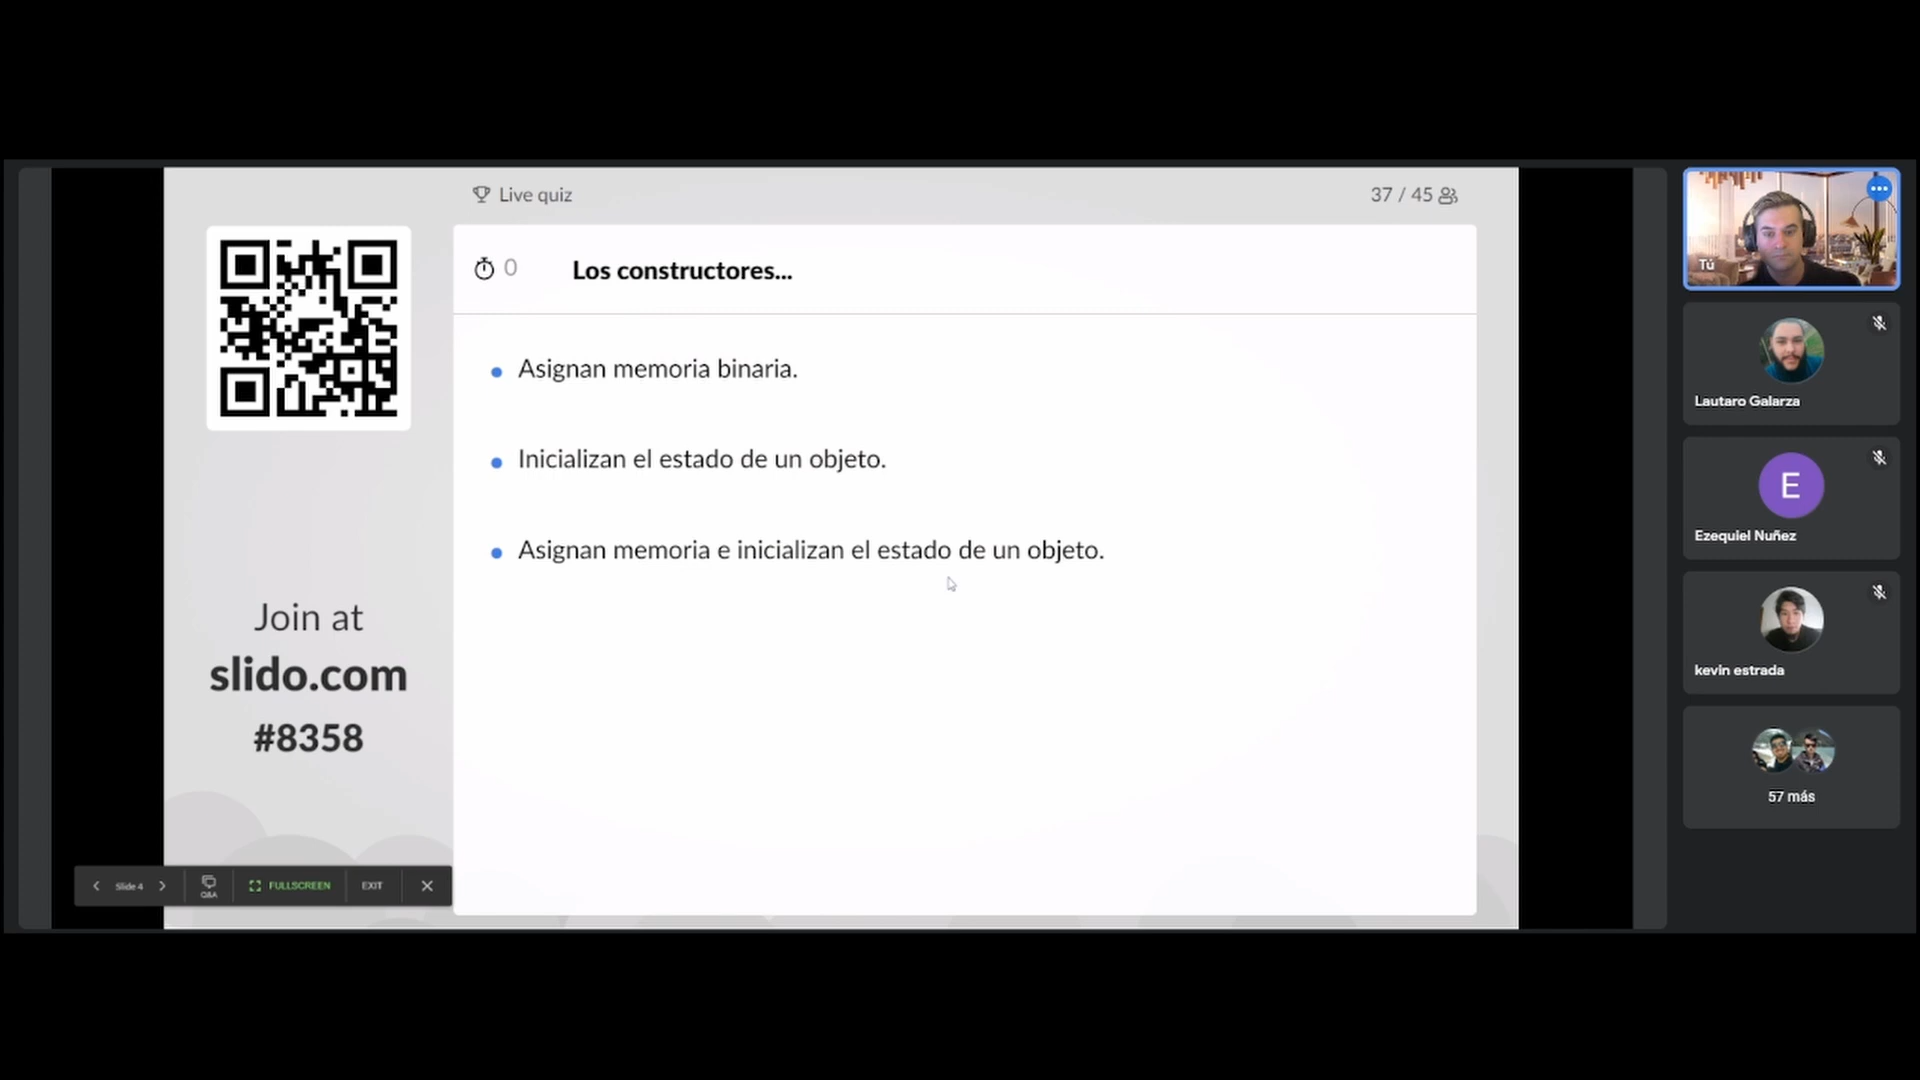 Live quiz
37 / 45
0
Los constructores...
Asignan memoria binaria.
Inicializan el estado de un objeto.
Asignan memoria e inicializan el estado de un objeto.
Join at
slido.com
#8358
Slide 4
Q&A
FULLSCREEN
EXIT
Tú
Lautaro Galarza
E
Ezequiel Nuñez
kevin estrada
57 más